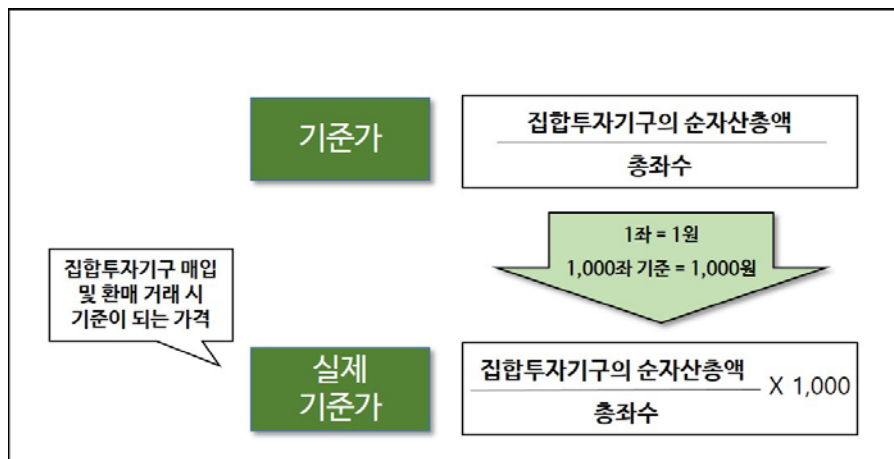 기준가
집합투자기구의 순자산총액
총좌수
1좌 = 1원
1,000좌 기준 = 1,000원
집합투자기구 매입
및 환매 거래 시
기준이 되는 가격
실제
기준가
집합투자기구의 순자산총액
X 1,000
총좌수